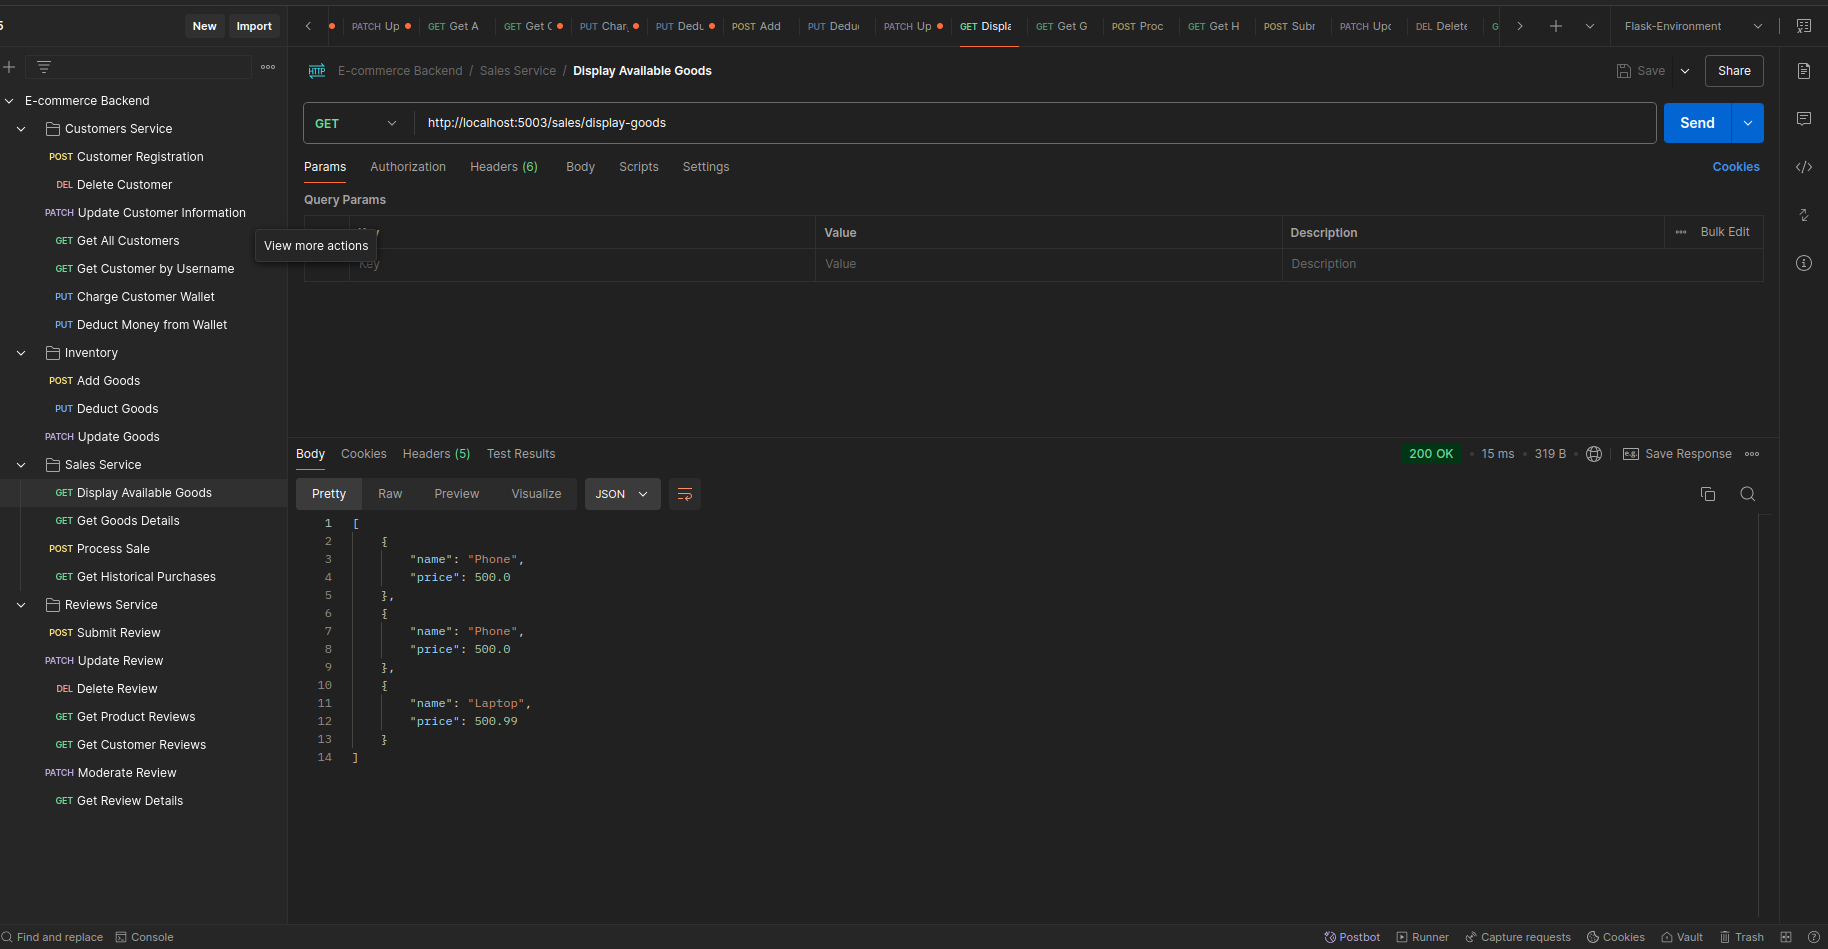 5
New
Import
PATCH Up
GET Get A
GET Get C
PUT Char
PUT Dedu
POST Add
PUT Dedu
PATCH Up
GET Displa
GET Get G
POST Proc
GET Get H
POST Subr
PATCH Upc
DEL Delete
G
Flask-Environment
E-commerce Backend / Sales Service / Display Available Goods
Save
Share
GET
http://localhost:5003/sales/display-goods
Send
Params
Authorization
Headers (6)
Body
Scripts
Settings
Cookies
Query Params
Value
Description
Bulk Edit
Key
Value
Description
View more actions
E-commerce Backend
Customers Service
POST Customer Registration
DEL Delete Customer
PATCH Update Customer Information
GET Get All Customers
GET Get Customer by Username
PUT Charge Customer Wallet
PUT Deduct Money from Wallet
Inventory
POST Add Goods
PUT Deduct Goods
PATCH Update Goods
Sales Service
GET Display Available Goods
GET Get Goods Details
POST Process Sale
GET Get Historical Purchases
Reviews Service
POST Submit Review
PATCH Update Review
DEL Delete Review
GET Get Product Reviews
GET Get Customer Reviews
PATCH Moderate Review
GET Get Review Details
Body
Cookies
Headers (5)
Test Results
200 OK
15 ms
319 B
Save Response
Pretty
Raw
Preview
Visualize
JSON
1 [
2 {
3 "name": "Phone",
4 "price": 500.0
5 },
6 {
7 "name": "Phone",
8 "price": 500.0
9 },
10 {
11 "name": "Laptop",
12 "price": 500.99
13 }
14 ]
Find and replace
Console
Postbot
Runner
Capture requests
Cookies
Vault
Trash